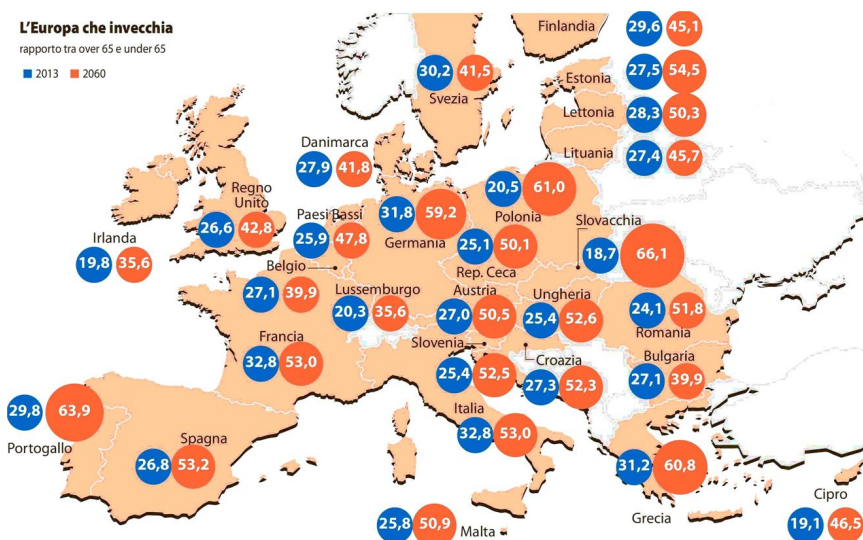 L'Europa che invecchia
rapporto tra over 65 e under 65
2013 2060
Finlandia 29,6 45,1
Svezia 30,2 41,5
Estonia 27,5 54,5
Lettonia 28,3 50,3
Lituania 27,4 45,7
Danimarca 27,9 41,8
Regno
Unito
26,6 42,8
Irlanda
19,8 35,6
Paesi Bassi
25,9 47,8
31,8 59,2
Germania
20,5 61,0
Polonia
Slovacchia
18,7 66,1
25,1 50,1
Rep. Ceca
Belgio
27,1 39,9
Lussemburgo
20,3 35,6
Austria
27,0 50,5
Ungheria
25,4 52,6
24,1 51,8
Romania
Francia
32,8 53,0
Slovenia
25,4 52,5
Croazia
27,3 52,3
Bulgaria
27,1 39,9
29,8 63,9
Portogallo
Spagna
26,8 53,2
Italia
32,8 53,0
31,2 60,8
Grecia
25,8 50,9 Malta
Cipro
19,1 46,5